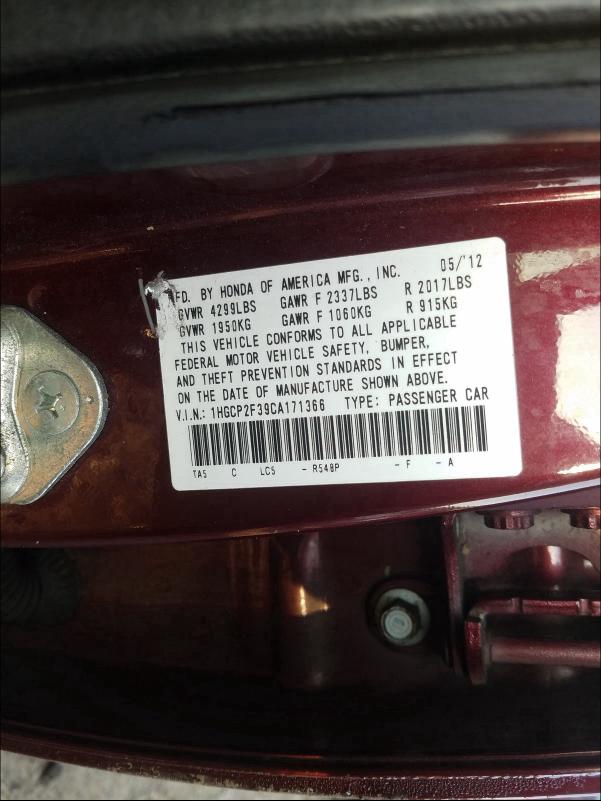 MFD. BY HONDA OF AMERICA MFG., INC. 05/'12
GVWR 4299LBS GAWR F 2337LBS R 2017LBS
GVWR 1950KG GAWR F 1060KG R 915KG
THIS VEHICLE CONFORMS TO ALL APPLICABLE
FEDERAL MOTOR VEHICLE SAFETY, BUMPER,
AND THEFT PREVENTION STANDARDS IN EFFECT
ON THE DATE OF MANUFACTURE SHOWN ABOVE.
V.I.N.: 1HGCP2F39CA171366 TYPE: PASSENGER CAR
TA5 C LC5 - R548P - F - A